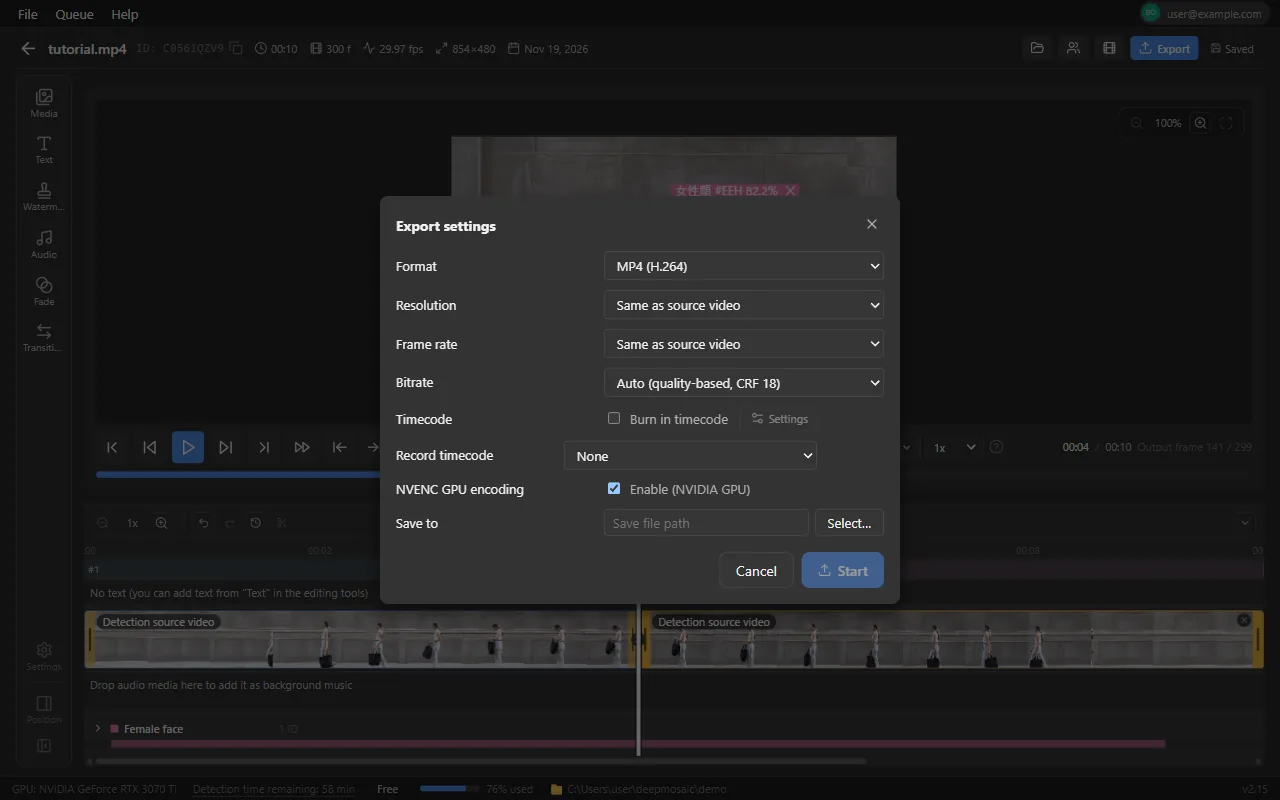 File Queue Help
user@example.com
tutorial.mp4 ID: C0561QZV9 00:10 300 f 29.97 fps 854×480 Nov 19, 2026 Export Saved
Media
Text
Waterm...
Audio
Fade
Transiti...
100%
女性顔 #EEH 82.2%
Export settings
Format MP4 (H.264)
Resolution Same as source video
Frame rate Same as source video
Bitrate Auto (quality-based, CRF 18)
Timecode Burn in timecode Settings
Record timecode None
NVENC GPU encoding Enable (NVIDIA GPU)
Save to Save file path Select...
Cancel Start
1x 00:04 / 00:10 Output frame 141 / 299
1x
00:02
#1
No text (you can add text from "Text" in the editing tools)
Detection source video Detection source video
Drop audio media here to add it as background music
Female face 1 ID
Settings
Position
GPU: NVIDIA GeForce RTX 3070 Ti Detection time remaining: 58 min Free 76% used C:\Users\user\deepmosaic\demo v2.15